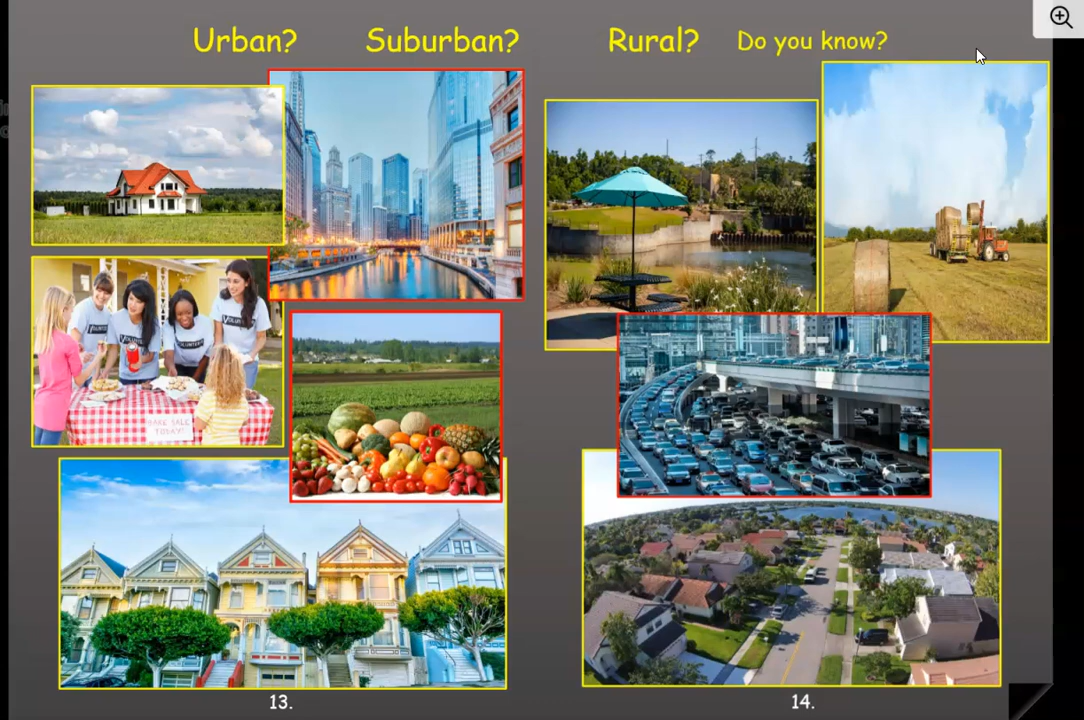 Urban? Suburban? Rural? Do you know?
VOLUNTEER
BAKE SALE
TODAY!
13.
14.